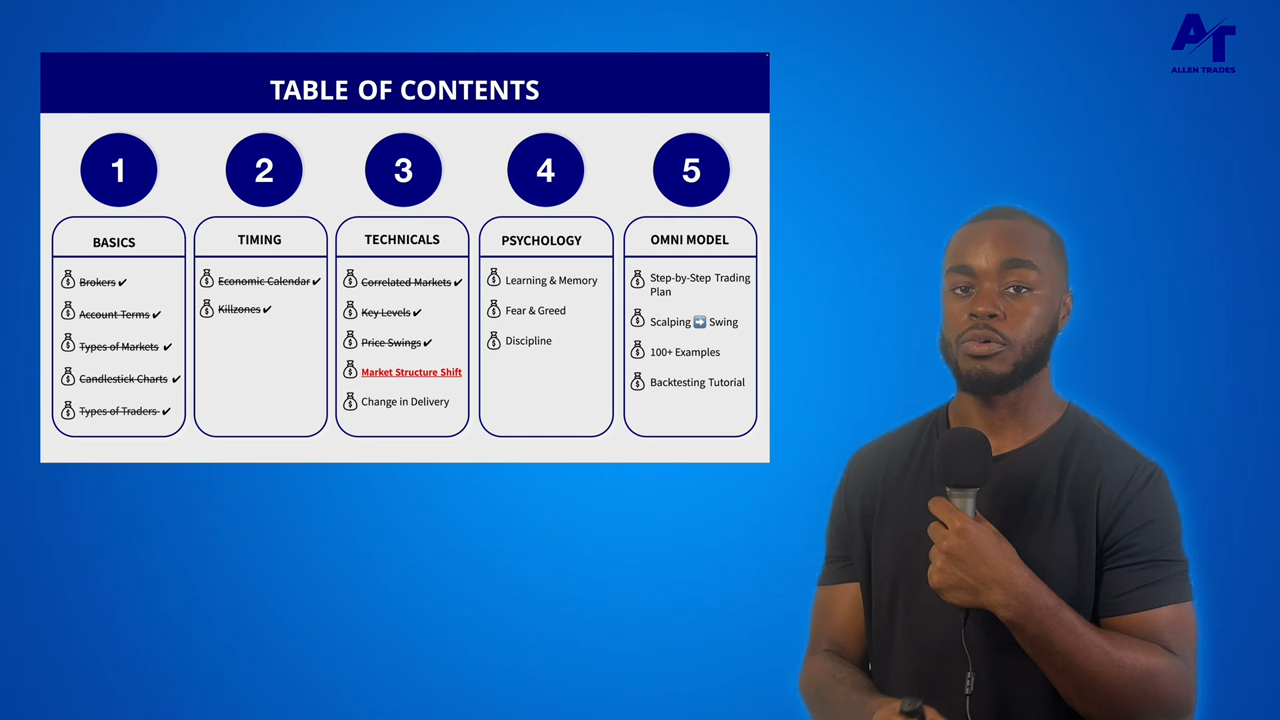 AT
ALLEN TRADES
TABLE OF CONTENTS
1
BASICS
Brokers ✔
Account Terms ✔
Types of Markets ✔
Candlestick Charts ✔
Types of Traders ✔
2
TIMING
Economic Calendar ✔
Killzones ✔
3
TECHNICALS
Correlated Markets ✔
Key Levels ✔
Price Swings ✔
Market Structure Shift
Change in Delivery
4
PSYCHOLOGY
Learning & Memory
Fear & Greed
Discipline
5
OMNI MODEL
Step-by-Step Trading
Plan
Scalping ➡️ Swing
100+ Examples
Backtesting Tutorial